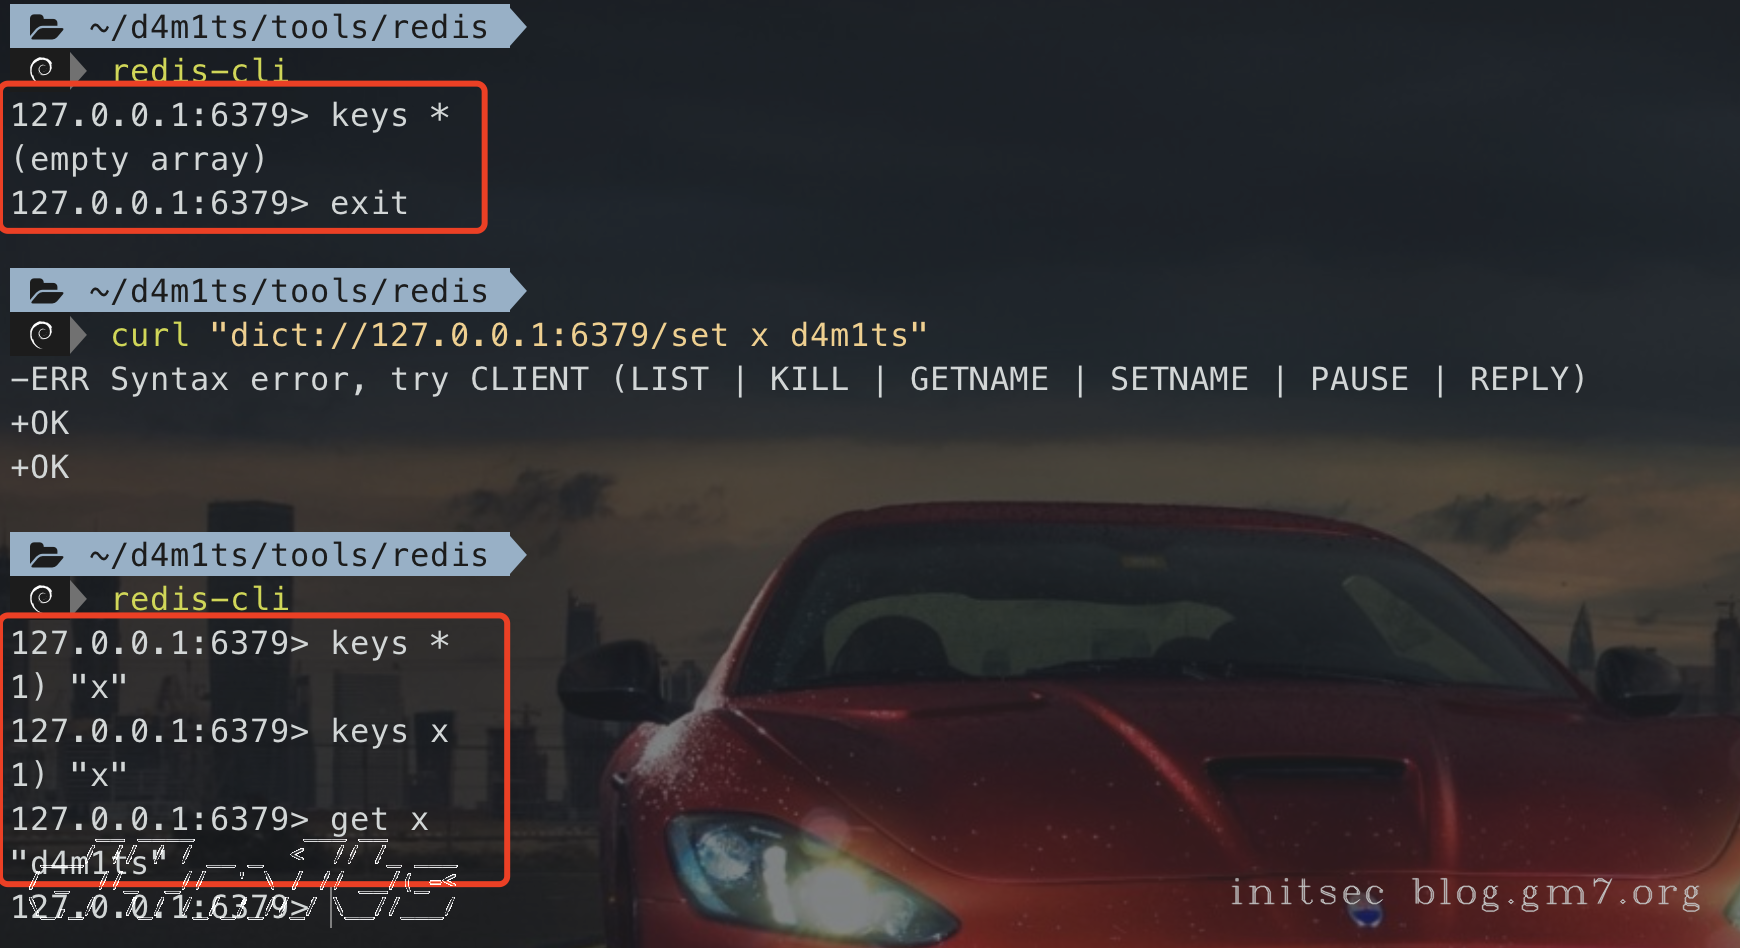 ~/d4m1ts/tools/redis
redis-cli
127.0.0.1:6379> keys *
(empty array)
127.0.0.1:6379> exit
~/d4m1ts/tools/redis
curl "dict://127.0.0.1:6379/set x d4m1ts"
-ERR Syntax error, try CLIENT (LIST | KILL | GETNAME | SETNAME | PAUSE | REPLY)
+OK
+OK
~/d4m1ts/tools/redis
redis-cli
127.0.0.1:6379> keys *
1) "x"
127.0.0.1:6379> keys x
1) "x"
127.0.0.1:6379> get x
"d4m1ts"
127.0.0.1:6379>
initsec blog.gm7.org